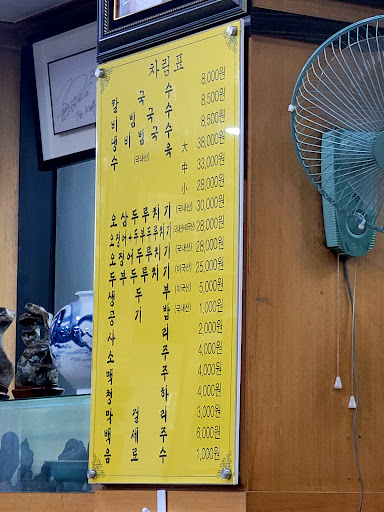 차림표
칼국수 8,000원
비빔국수 8,500원
냉비빔국수 8,500원
수육 (국내산) 大 38,000원
中 33,000원
小 28,000원
오삼두루치기 (국내산) 30,000원
오징어+두부두루치기 28,000원
오징어두루치기 (국내산) 28,000원
두부두루치기 (미국산) 25,000원
생두부 (미국산) 5,000원
공기밥 (국내산) 1,000원
사리 2,000원
소주 4,000원
맥주 4,000원
청하 4,000원
막걸리 3,000원
백세주 6,000원
음료수 1,000원